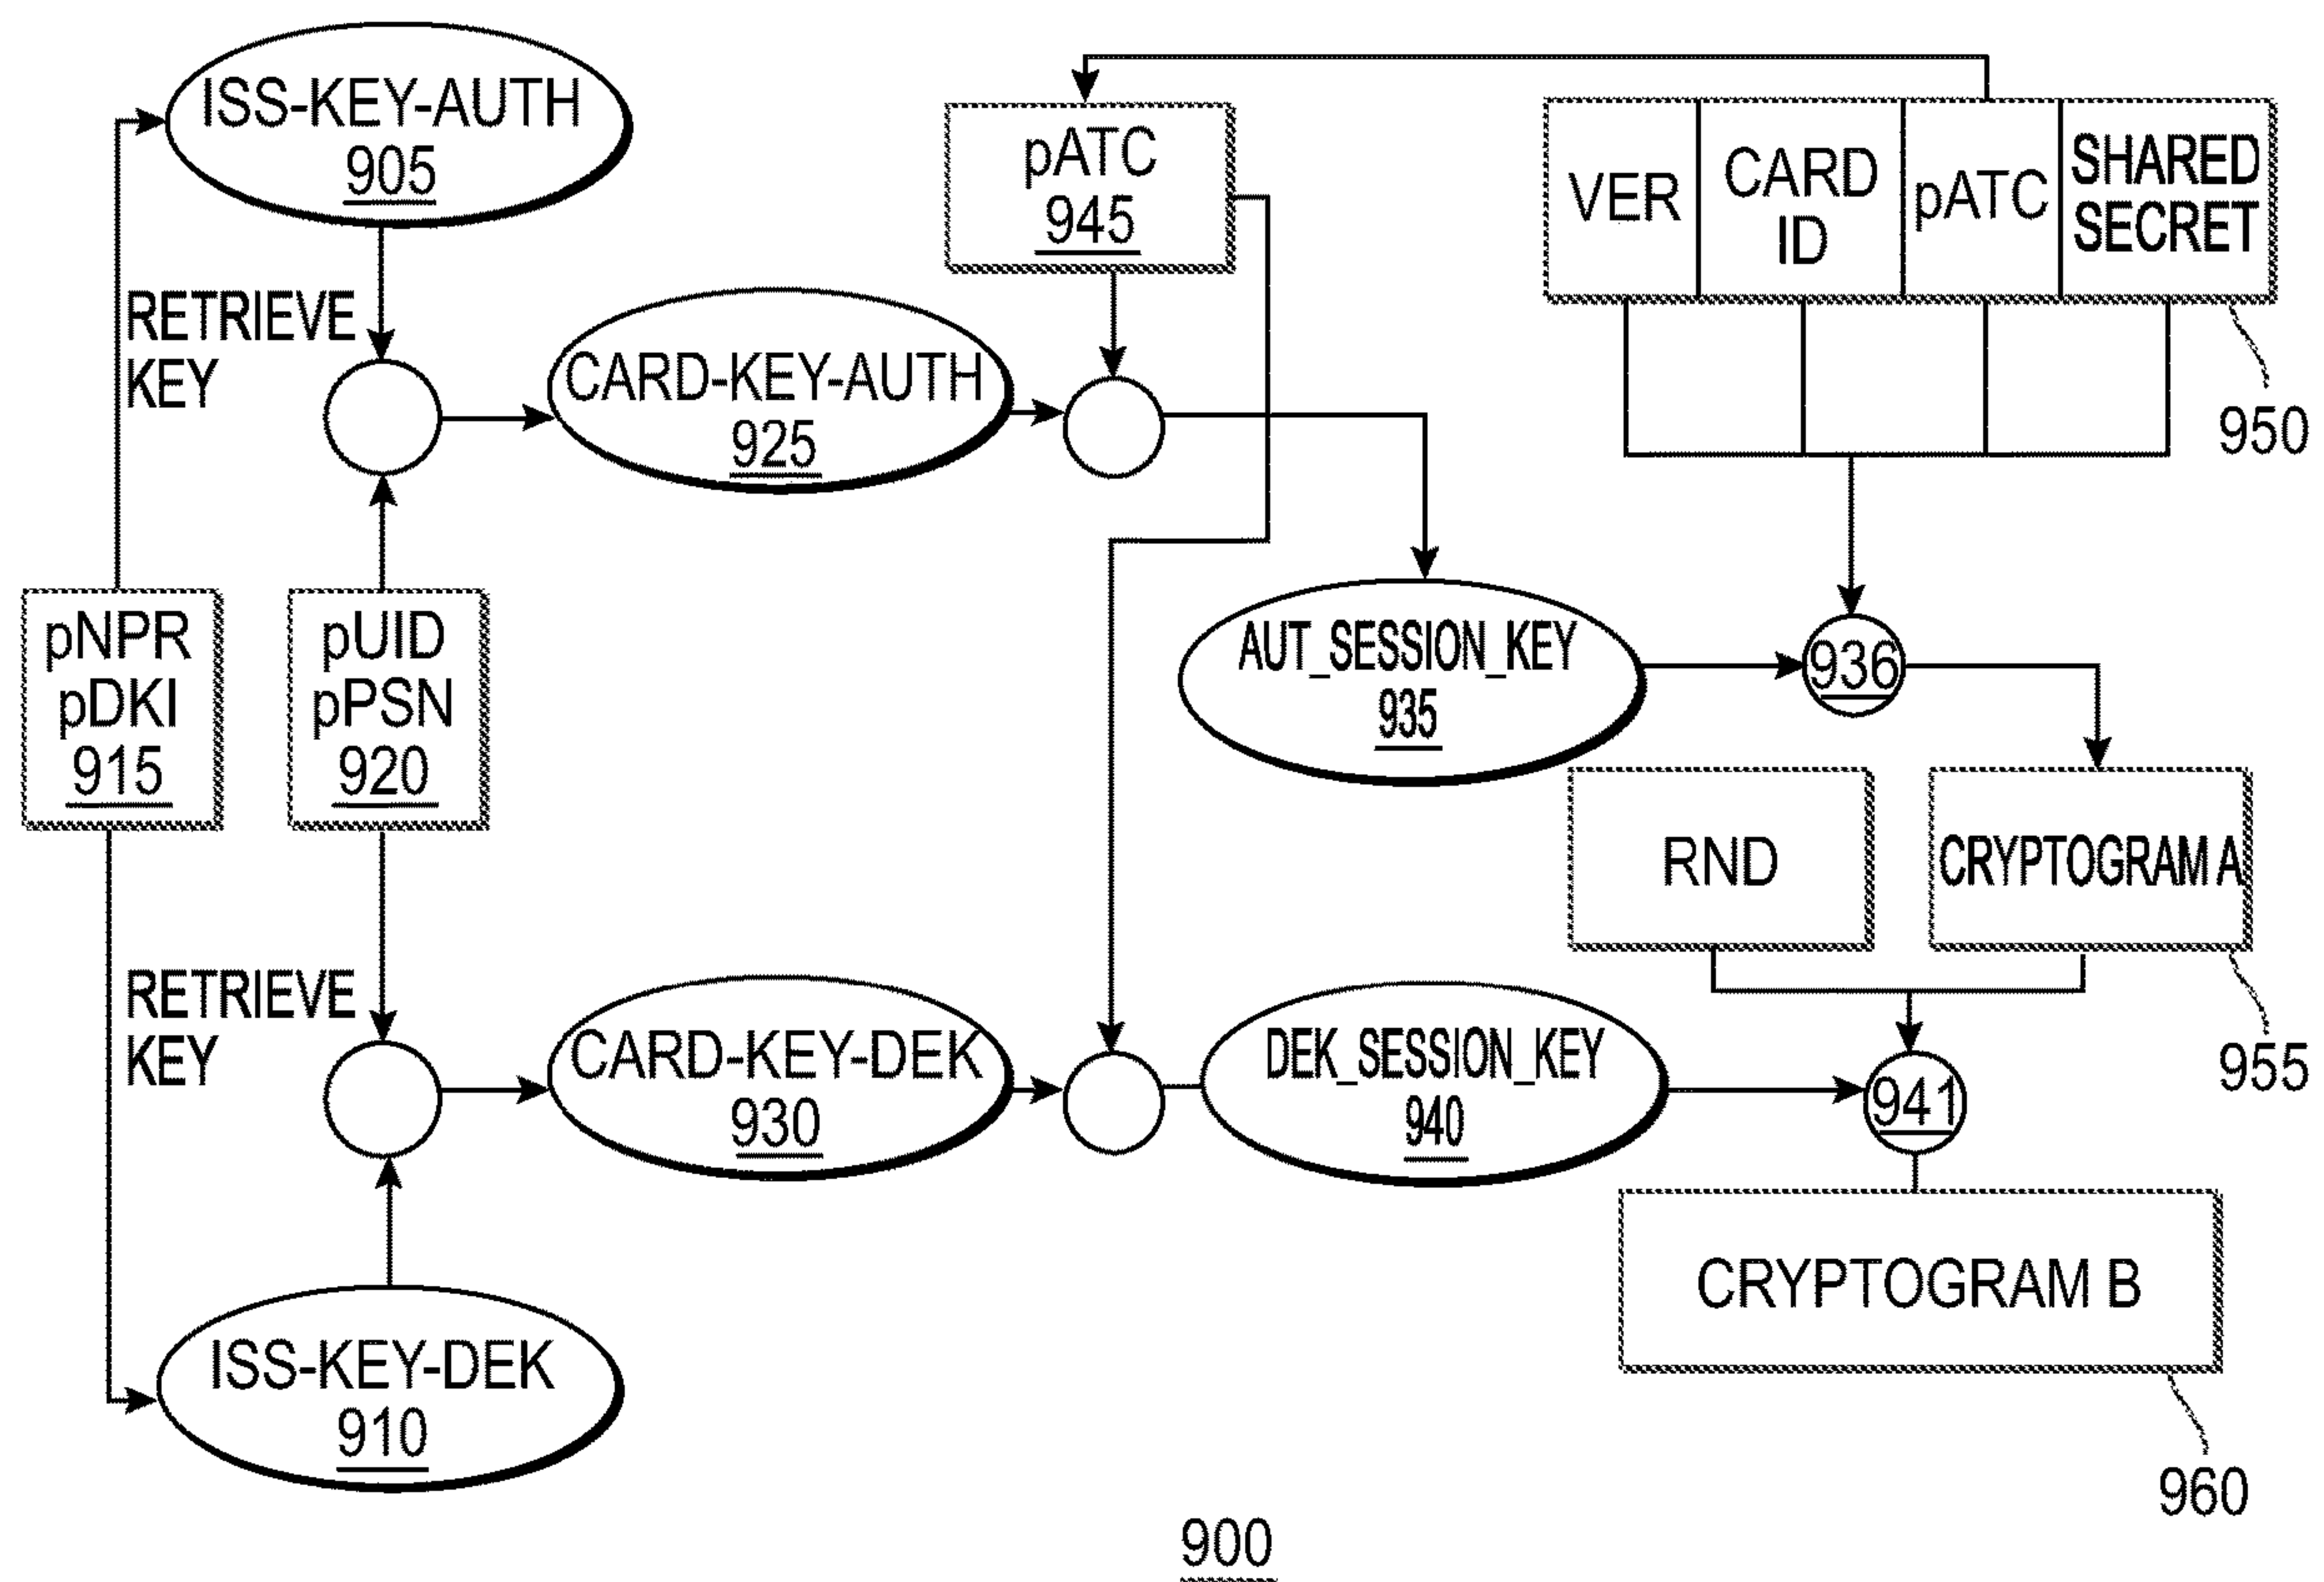 ISS-KEY-AUTH
905
pATC
945
VER
CARD
ID
pATC
SHARED
SECRET
950
RETRIEVE
KEY
CARD-KEY-AUTH
925
pNPR
pDKI
915
pUID
pPSN
920
AUT_SESSION_KEY
935
936
RND
CRYPTOGRAM A
955
RETRIEVE
KEY
CARD-KEY-DEK
930
DEK_SESSION_KEY
940
941
CRYPTOGRAM B
960
ISS-KEY-DEK
910
900